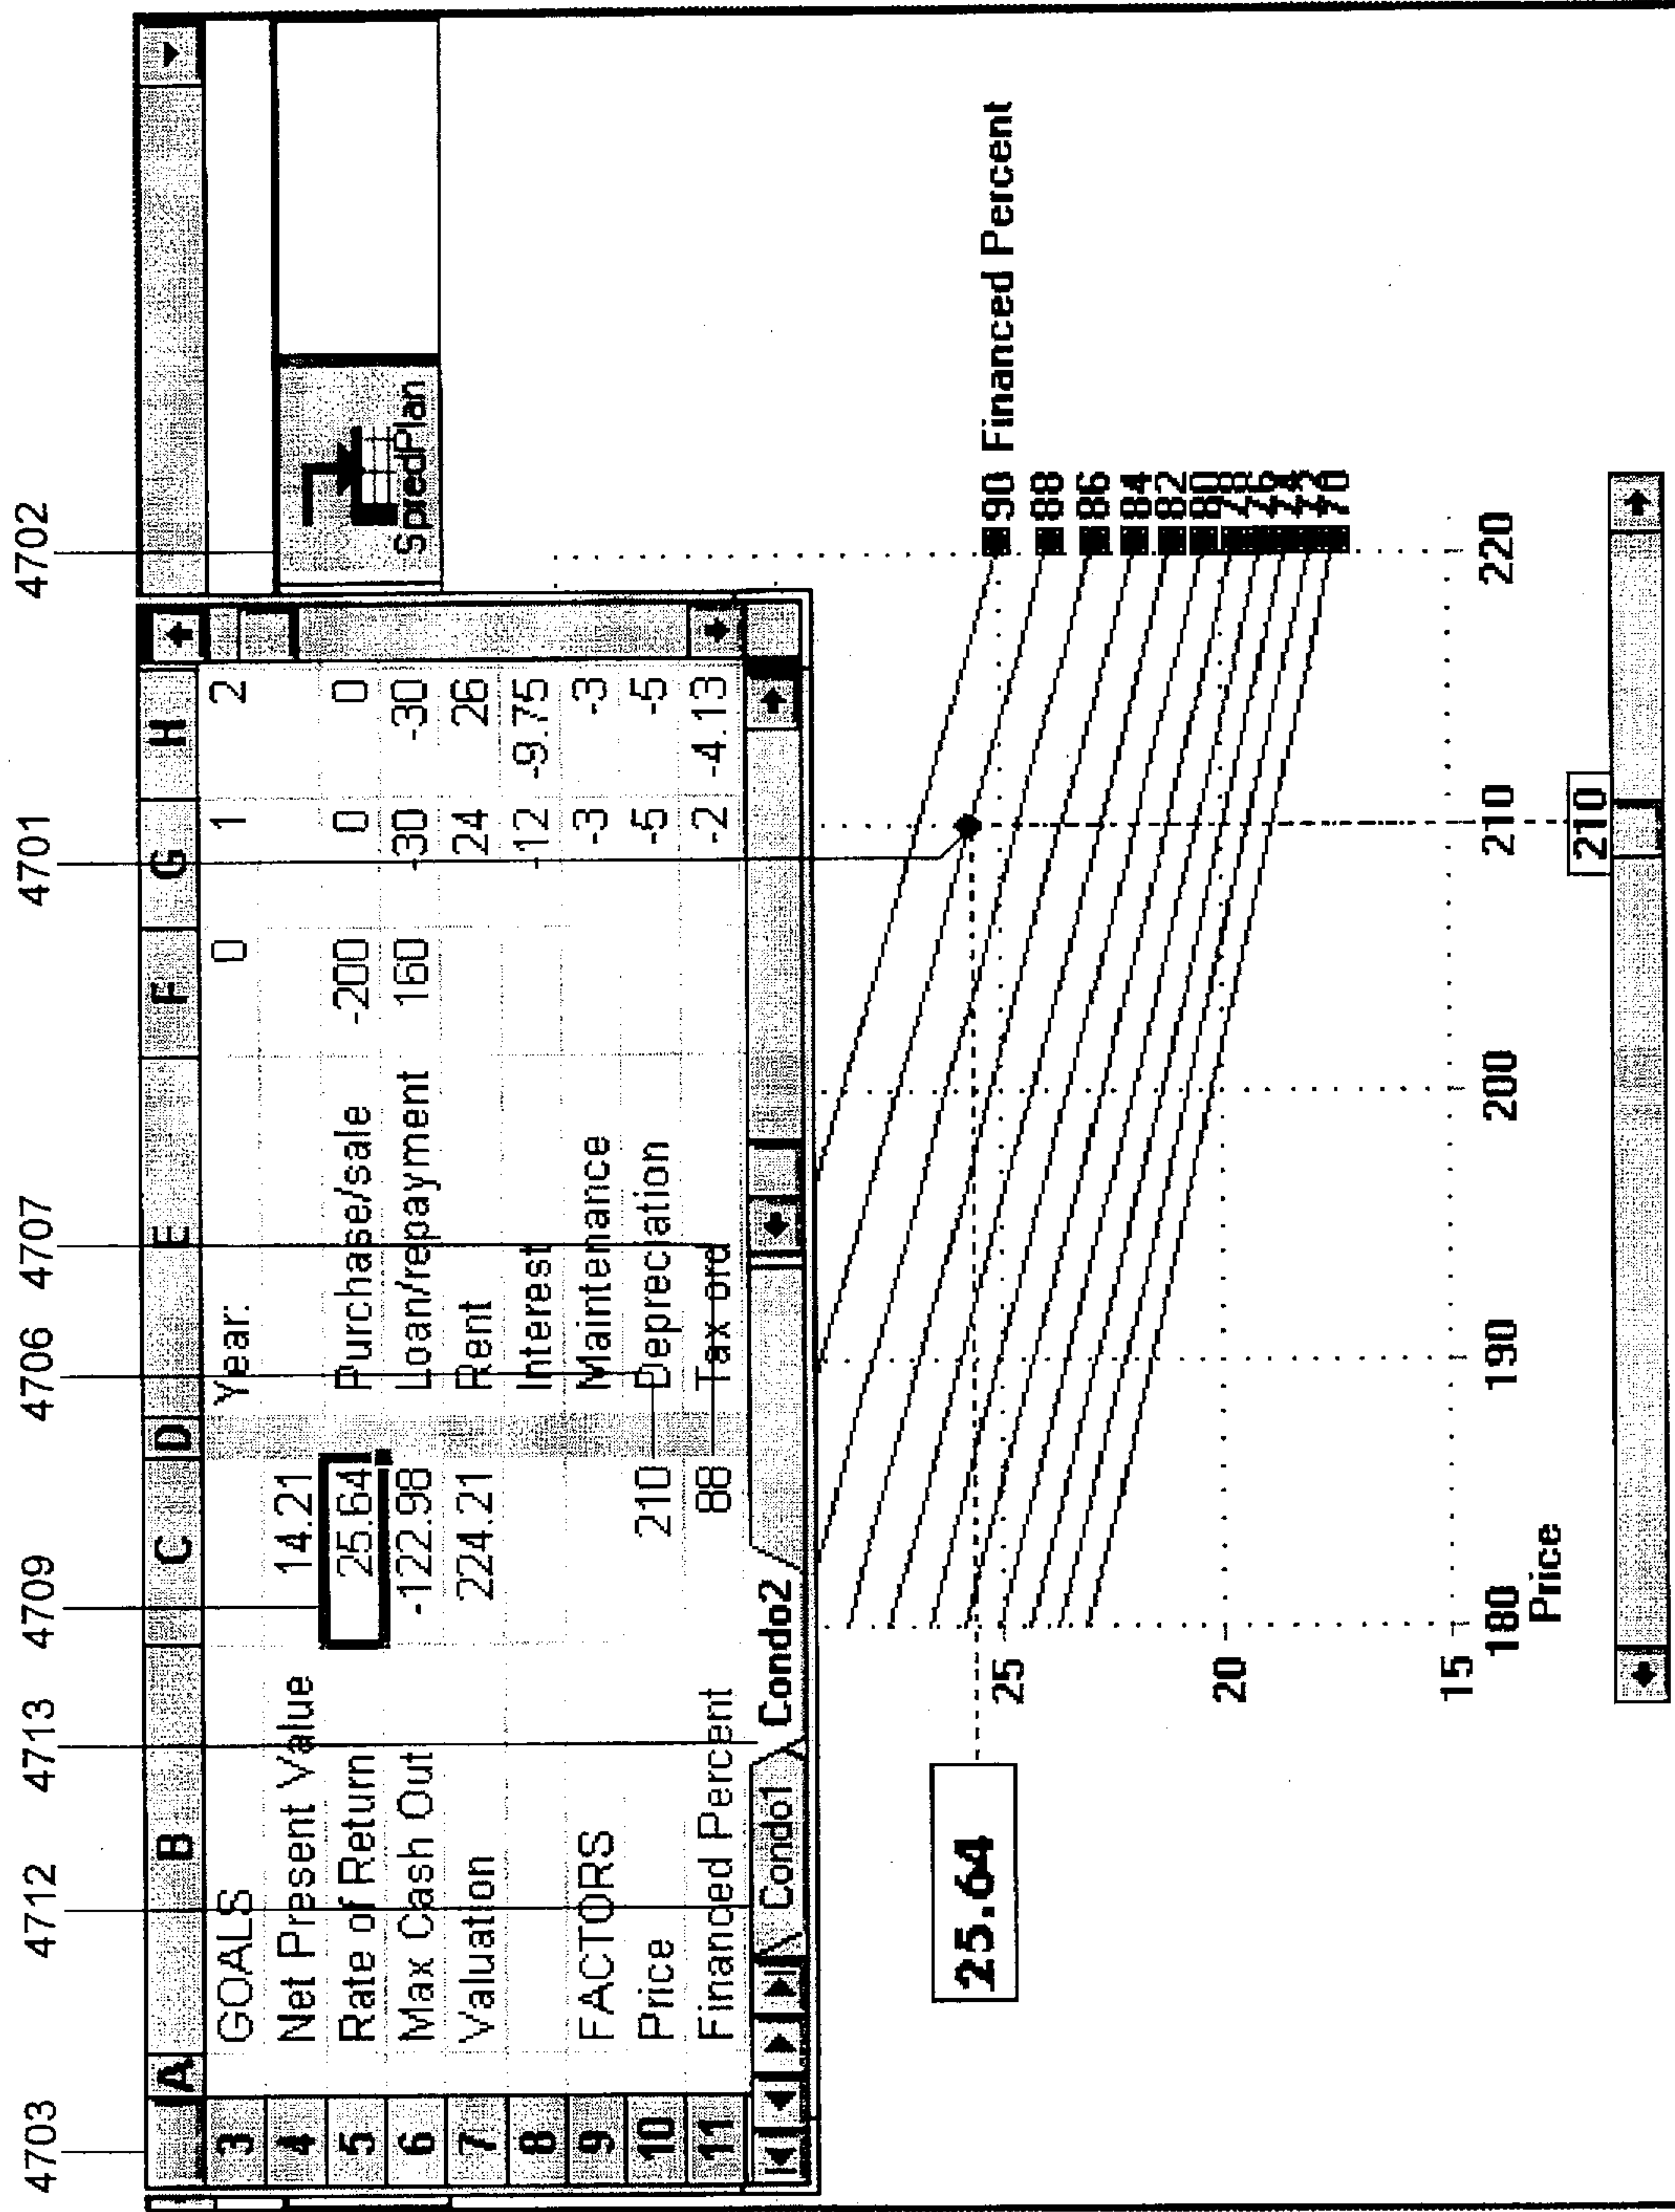 4703 4712 4713 4709 4706 4707 4701 4702
A B C D E F G H
3 GOALS Year: 0 1 2
4 Net Present Value 14.21
5 Rate of Return 25.64 Purchase/sale -200 0 0
6 Max Cash Out -122.98 Loan/repayment 160 -30 -30
7 Valuation 224.21 Rent 24 26
8 Interest -12 -9.75
9 FACTORS Maintenance -3 -3
10 Price 210 Depreciation -5 -5
11 Financed Percent 88 Tax ord -2 -4.13
Condo1 Condo2
SpredPlan
25.64
90 Financed Percent
88
86
84
82
80
78
76
74
72
70
25
20
15
180 190 200 210 220
Price
210